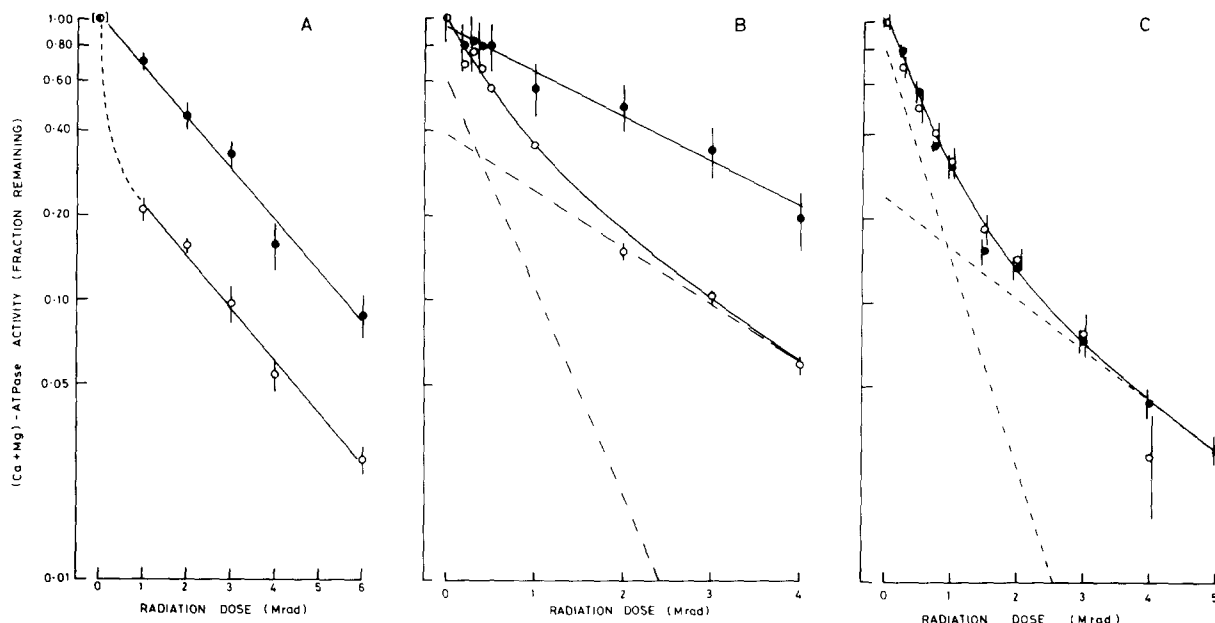 A
B
C
(Ca + Mg) - ATPase ACTIVITY (FRACTION REMAINING)
1·00
0·80
0·60
0·40
0·20
0·10
0·05
0·01
[ ]
0 1 2 3 4 5 6
RADIATION DOSE (Mrad)
0 1 2 3 4
RADIATION DOSE (Mrad)
0 1 2 3 4 5
RADIATION DOSE (Mrad)